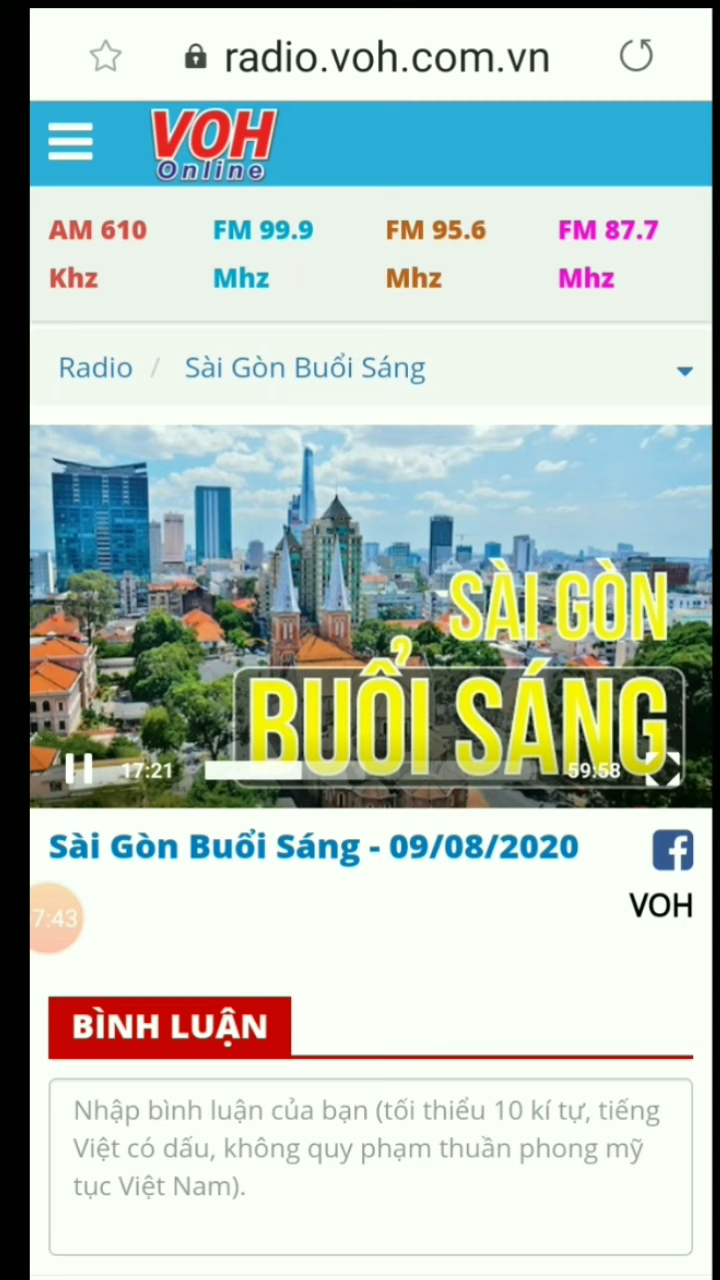 radio.voh.com.vn
VOH
Online
AM 610 Khz
FM 99.9 Mhz
FM 95.6 Mhz
FM 87.7 Mhz
Radio / Sài Gòn Buổi Sáng
SÀI GÒN
BUỔI SÁNG
17:21
59:58
Sài Gòn Buổi Sáng - 09/08/2020
VOH
7:43
BÌNH LUẬN
Nhập bình luận của bạn (tối thiểu 10 kí tự, tiếng
Việt có dấu, không quy phạm thuần phong mỹ
tục Việt Nam).